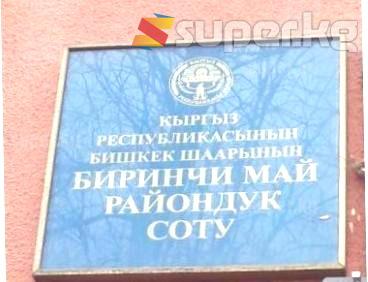 superkg
КЫРГЫЗ
РЕСПУБЛИКАСЫНЫН
БИШКЕК ШААРЫНЫН
БИРИНЧИ МАЙ
РАЙОНДУК
СОТУ